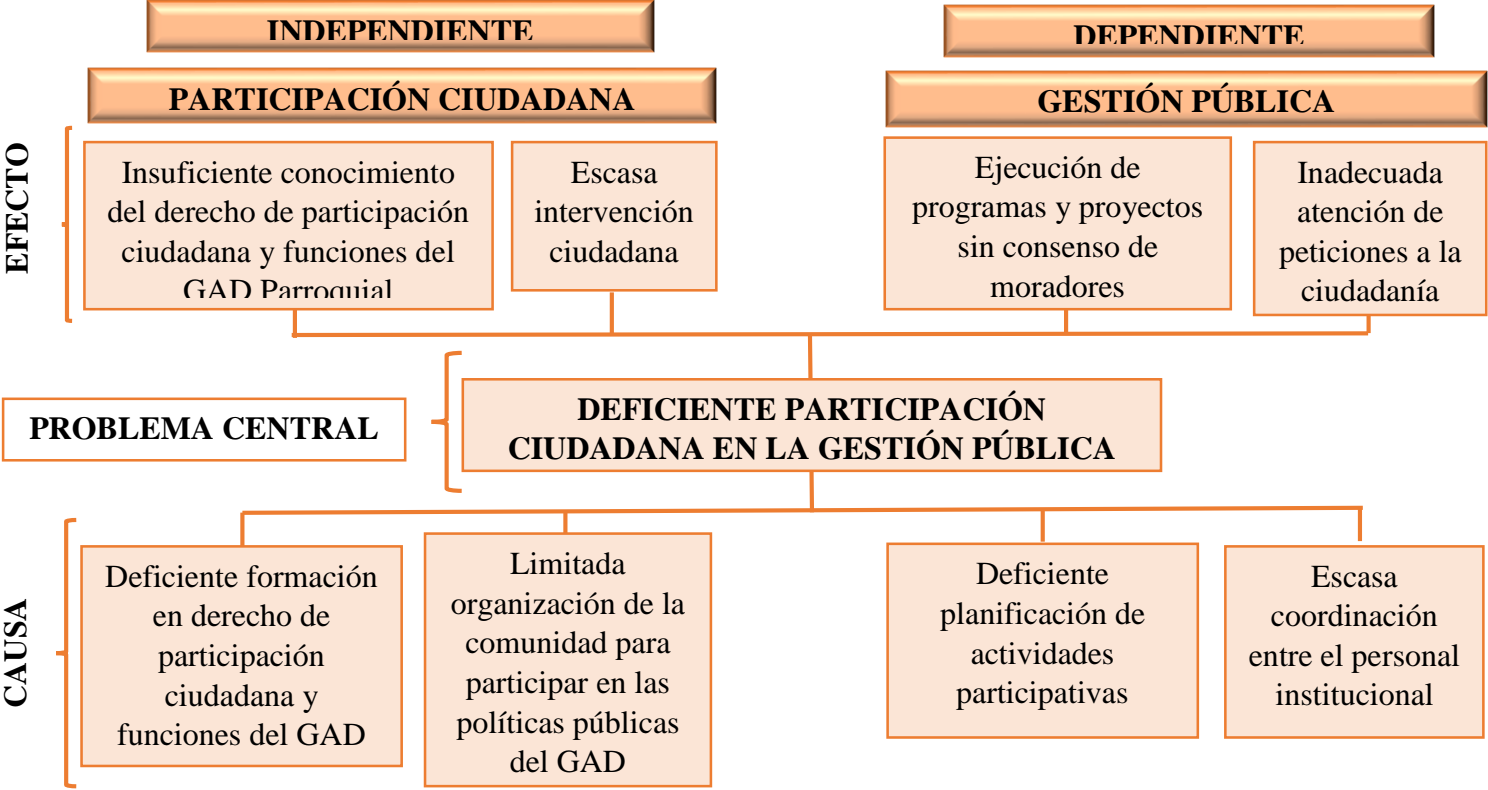 INDEPENDIENTE
DEPENDIENTE
PARTICIPACIÓN CIUDADANA
GESTIÓN PÚBLICA
EFECTO
Insuficiente conocimiento
del derecho de participación
ciudadana y funciones del
GAD Parroquial
Escasa
intervención
ciudadana
Ejecución de
programas y proyectos
sin consenso de
moradores
Inadecuada
atención de
peticiones a la
ciudadanía
PROBLEMA CENTRAL
DEFICIENTE PARTICIPACIÓN
CIUDADANA EN LA GESTIÓN PÚBLICA
CAUSA
Deficiente formación
en derecho de
participación
ciudadana y
funciones del GAD
Limitada
organización de la
comunidad para
participar en las
políticas públicas
del GAD
Deficiente
planificación de
actividades
participativas
Escasa
coordinación
entre el personal
institucional